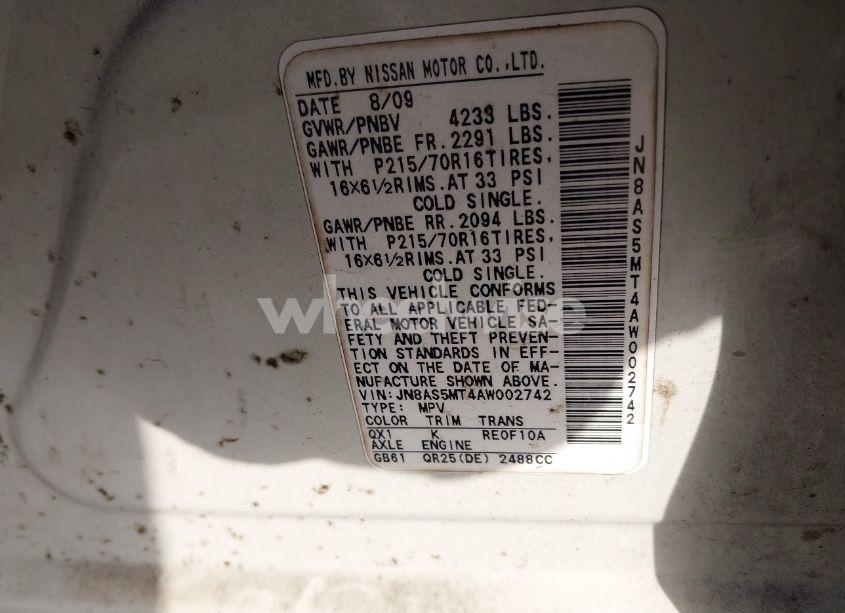 MFD.BY NISSAN MOTOR CO.,LTD.
DATE 8/09
GVWR/PNBV 4233 LBS.
GAWR/PNBE FR. 2291 LBS.
WITH P215/70R16TIRES,
16X6½RIMS.AT 33 PSI
COLD SINGLE.
GAWR/PNBE RR. 2094 LBS.
WITH P215/70R16TIRES,
16X6½RIMS.AT 33 PSI
COLD SINGLE.
THIS VEHICLE CONFORMS
TO ALL APPLICABLE FED-
ERAL MOTOR VEHICLE SA-
FETY AND THEFT PREVEN-
TION STANDARDS IN EFF-
ECT ON THE DATE OF MA-
NUFACTURE SHOWN ABOVE.
VIN:JN8AS5MT4AW002742
TYPE: MPV
COLOR TRIM TRANS
QX1 K RE0F10A
AXLE ENGINE
GB61 QR25(DE) 2488CC
JN8AS5MT4AW002742